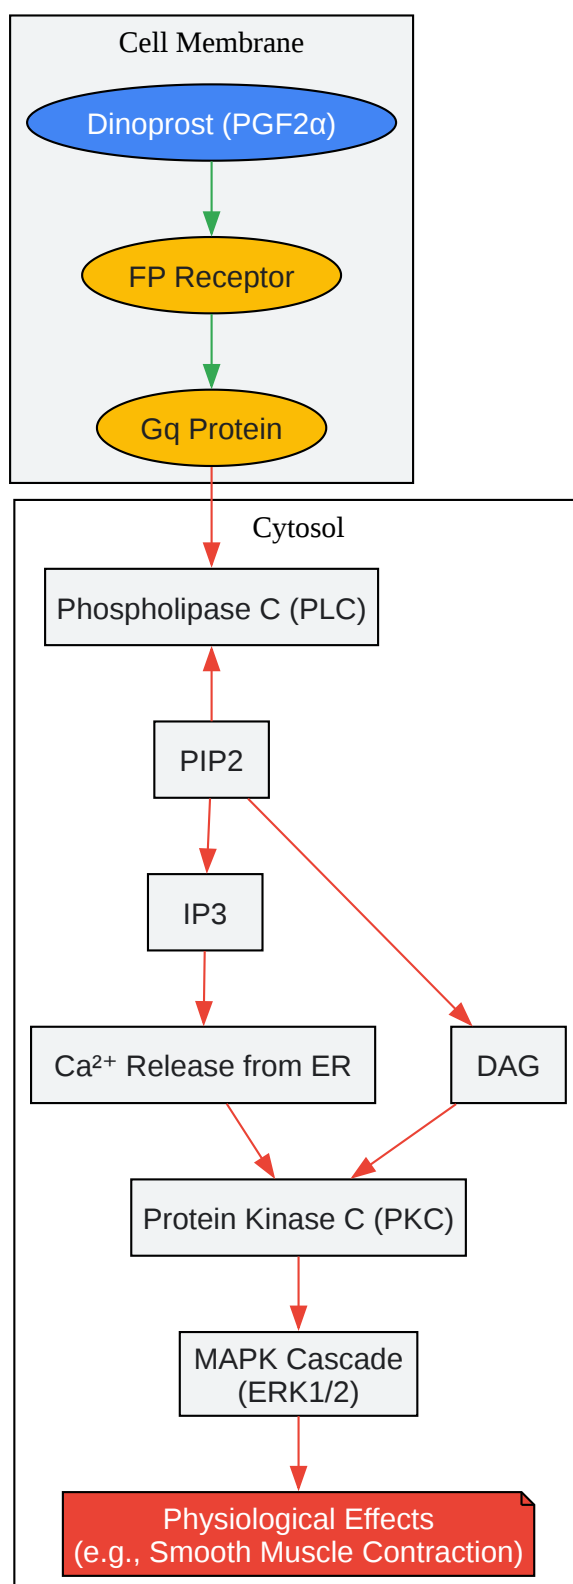 Cell Membrane
Dinoprost (PGF2α)
FP Receptor
Gq Protein
Cytosol
Phospholipase C (PLC)
PIP2
IP3
Ca²⁺ Release from ER
DAG
Protein Kinase C (PKC)
MAPK Cascade
(ERK1/2)
Physiological Effects
(e.g., Smooth Muscle Contraction)